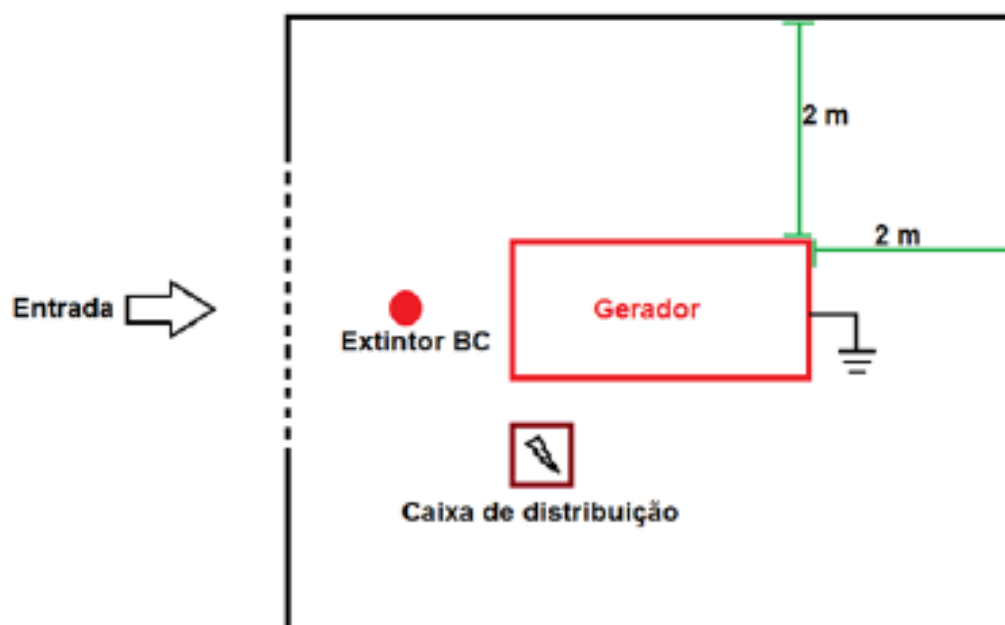 2 m
2 m
Entrada
Gerador
Extintor BC
Caixa de distribuição